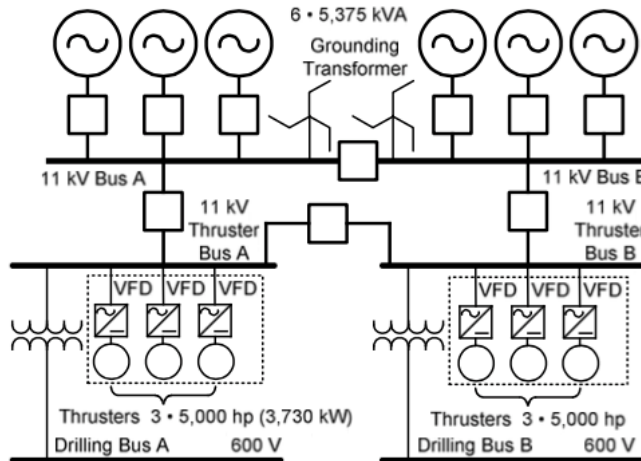 6 • 5,375 kVA
Grounding
Transformer
11 kV Bus A
11 kV Bus
11 kV
Thruster
Bus A
11 kV
Bus B
VFD VFD VFD
VFD VFD VFD
Thrusters 3 • 5,000 hp (3,730 kW)
Thrusters 3 • 5,000 hp
Drilling Bus A 600 V
Drilling Bus B 600 V